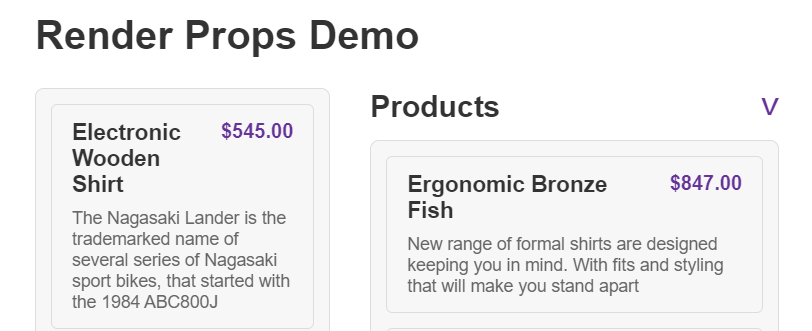 Render Props Demo
Electronic Wooden Shirt
$545.00
The Nagasaki Lander is the
trademarked name of
several series of Nagasaki
sport bikes, that started with
the 1984 ABC800J
Products
V
Ergonomic Bronze
Fish
$847.00
New range of formal shirts are designed
keeping you in mind. With fits and styling
that will make you stand apart